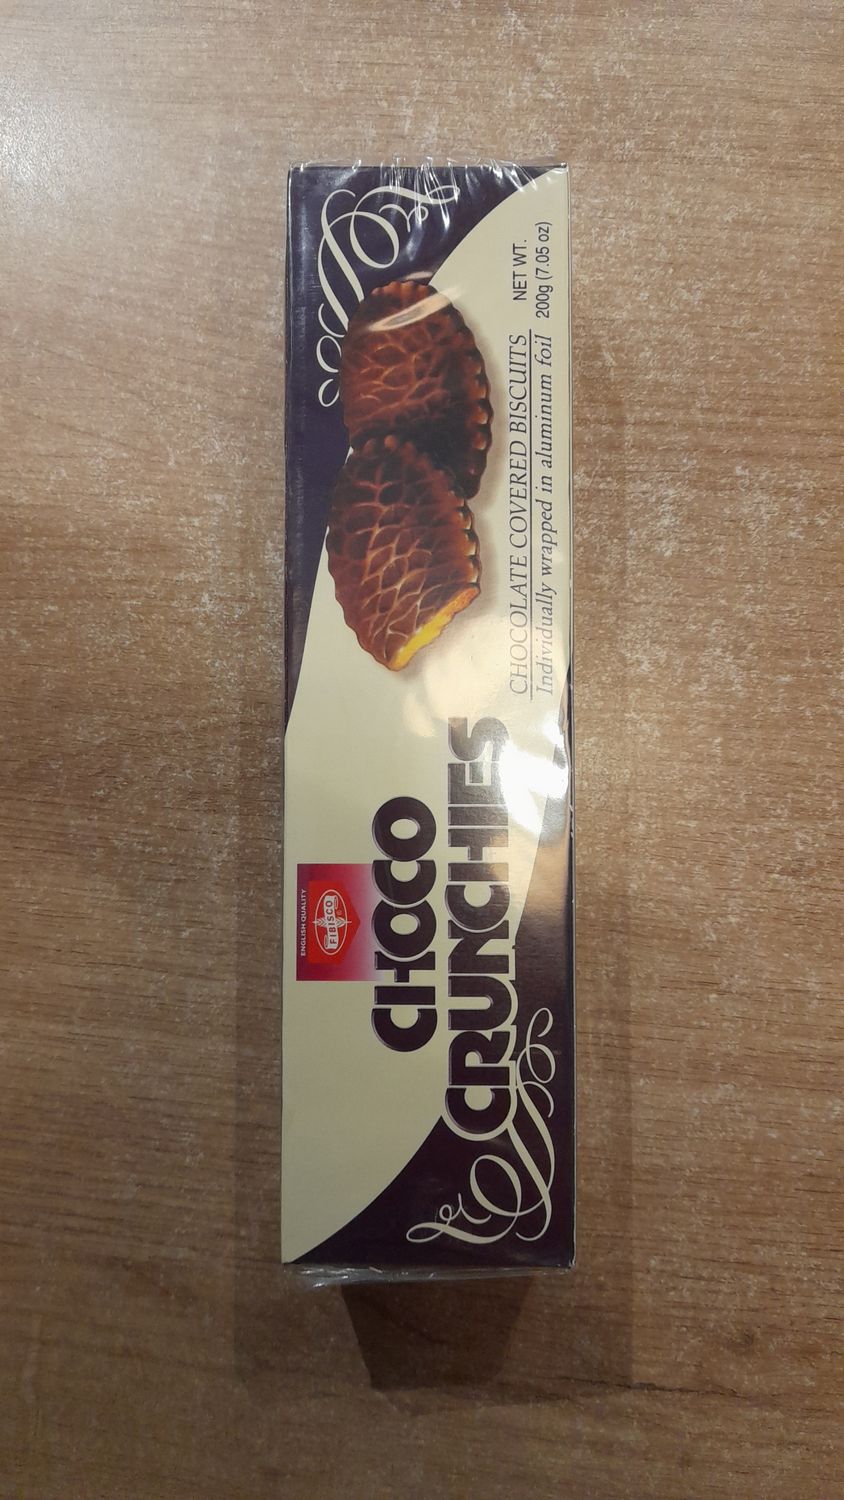 ENGLISH QUALITY
FIBISCO
CHOCO
CRUNCHIES
CHOCOLATE COVERED BISCUITS
Individually wrapped in aluminum foil
NET WT.
200g (7.05 oz)